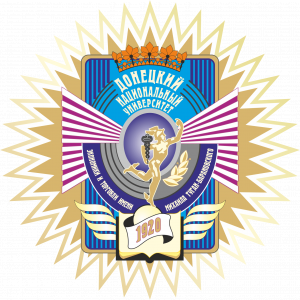 ДОНЕЦКИЙ
НАЦИОНАЛЬНЫЙ
УНИВЕРСИТЕТ
ЭКОНОМИКИ И ТОРГОВЛИ ИМЕНИ
МИХАИЛА ТУГАН-БАРАНОВСКОГО
1920